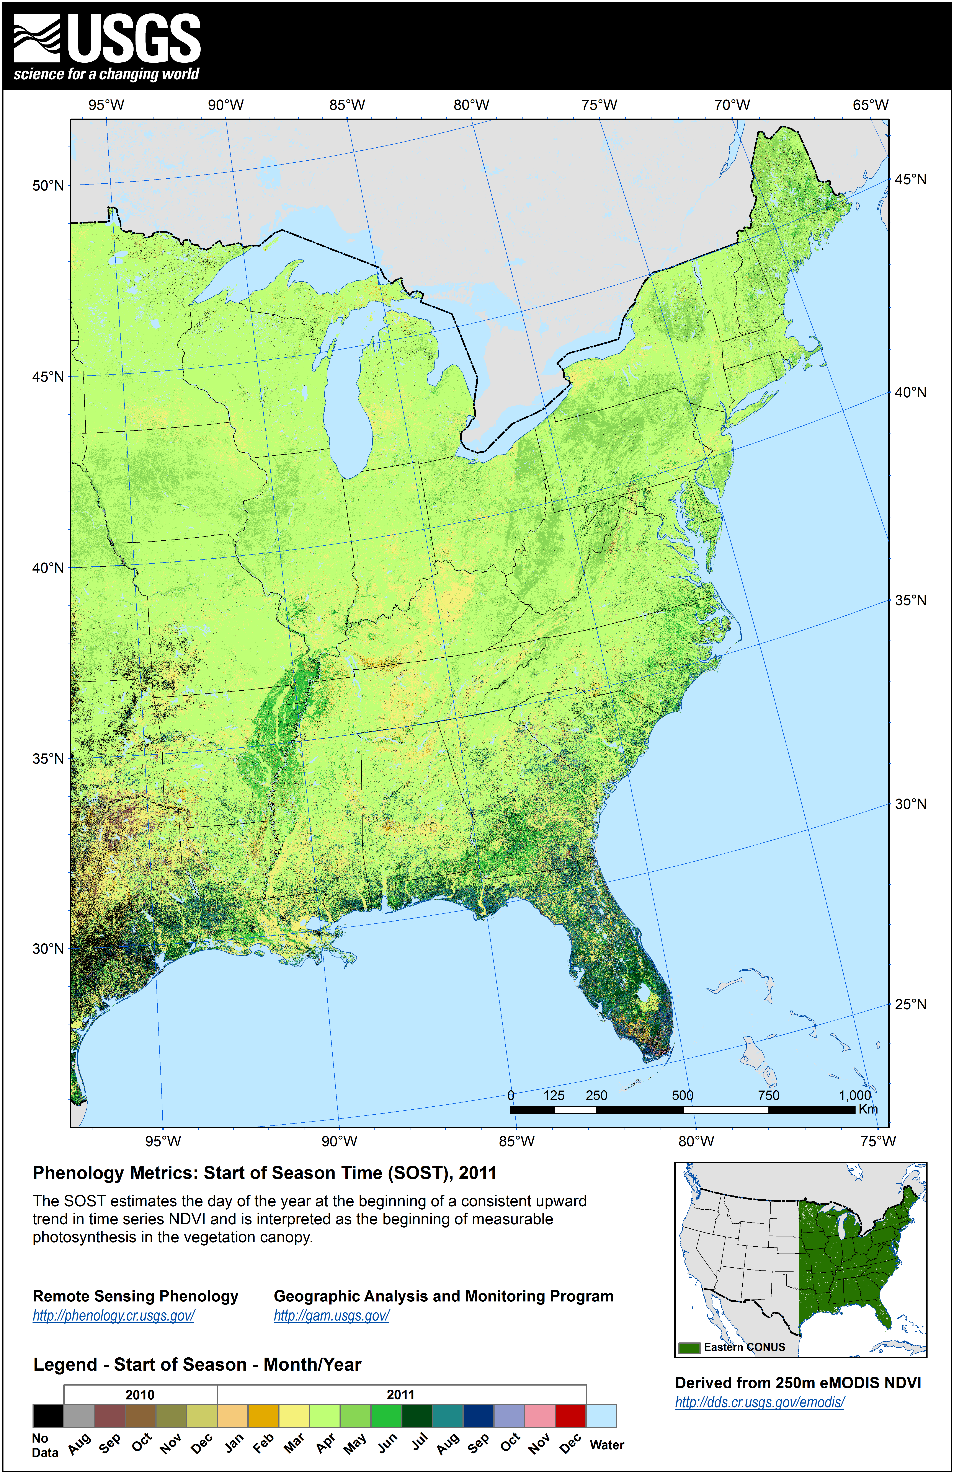 USGS
science for a changing world
95°W 90°W 85°W 80°W 75°W 70°W 65°W
50°N
45°N
45°N
40°N
40°N
35°N
35°N
30°N
30°N
25°N
0 125 250 500 750 1,000
Km
95°W 90°W 85°W 80°W 75°W
Phenology Metrics: Start of Season Time (SOST), 2011
The SOST estimates the day of the year at the beginning of a consistent upward
trend in time series NDVI and is interpreted as the beginning of measurable
photosynthesis in the vegetation canopy.
Remote Sensing Phenology
http://phenology.cr.usgs.gov/
Geographic Analysis and Monitoring Program
http://gam.usgs.gov/
Eastern CONUS
Legend - Start of Season - Month/Year
2010 2011
No Data Aug Sep Oct Nov Dec Jan Feb Mar Apr May Jun Jul Aug Sep Oct Nov Dec Water
Derived from 250m eMODIS NDVI
http://dds.cr.usgs.gov/emodis/